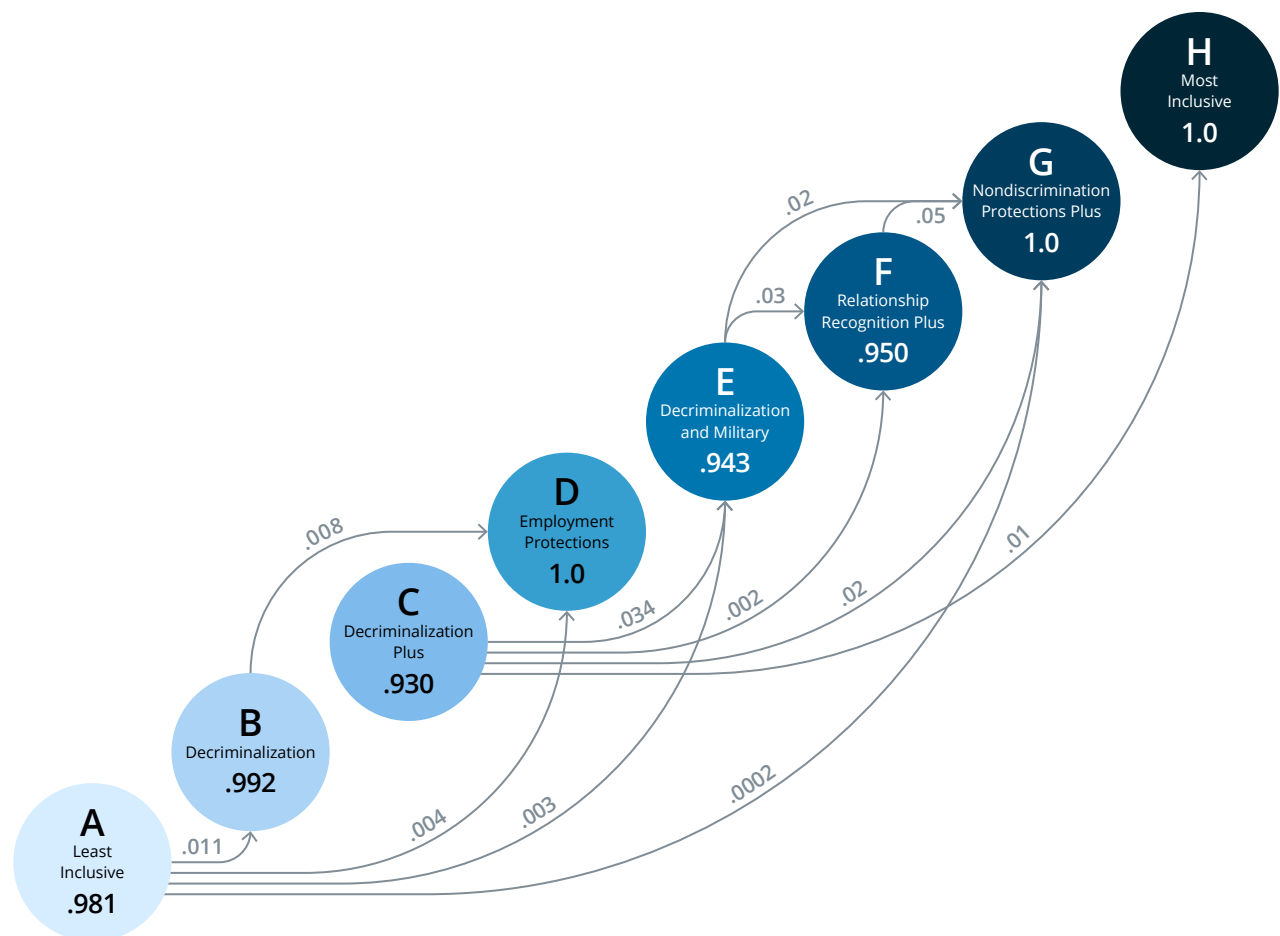 H
Most
Inclusive
1.0
G
Nondiscrimination
Protections Plus
1.0
.02
.05
F
Relationship
Recognition Plus
.950
.03
E
Decriminalization
and Military
.943
D
Employment
Protections
1.0
.008
.01
C
Decriminalization
Plus
.930
.034
.002
.02
B
Decriminalization
.992
A
Least
Inclusive
.981
.011
.004
.003
.0002